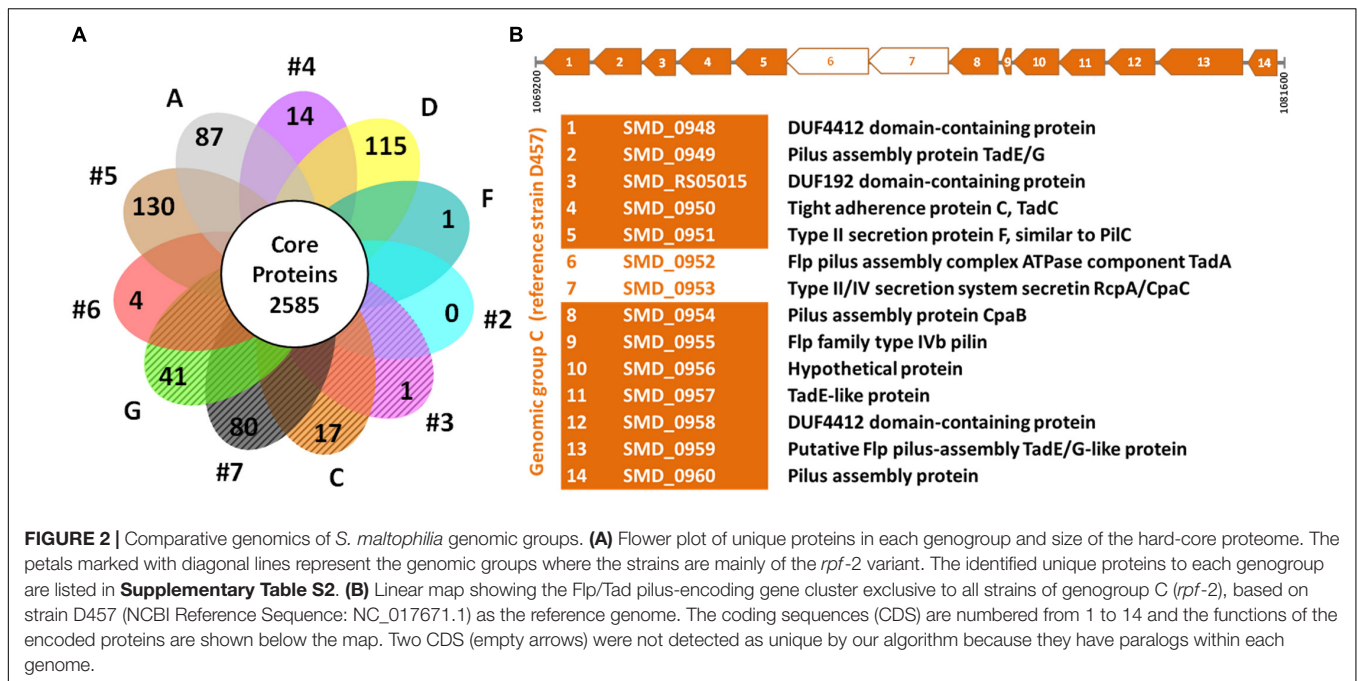 A
#4
14
D
115
F
1
#2
0
#3
1
C
17
#7
80
G
41
#6
4
#5
130
A
87
Core
Proteins
2585
B
1 2 3 4 5 6 7 8 9 10 11 12 13 14
1069200
1081600
Genomic group C (reference strain D457)
1 SMD_0948 DUF4412 domain-containing protein
2 SMD_0949 Pilus assembly protein TadE/G
3 SMD_RS05015 DUF192 domain-containing protein
4 SMD_0950 Tight adherence protein C, TadC
5 SMD_0951 Type II secretion protein F, similar to PilC
6 SMD_0952 Flp pilus assembly complex ATPase component TadA
7 SMD_0953 Type II/IV secretion system secretin RcpA/CpaC
8 SMD_0954 Pilus assembly protein CpaB
9 SMD_0955 Flp family type IVb pilin
10 SMD_0956 Hypothetical protein
11 SMD_0957 TadE-like protein
12 SMD_0958 DUF4412 domain-containing protein
13 SMD_0959 Putative Flp pilus-assembly TadE/G-like protein
14 SMD_0960 Pilus assembly protein
FIGURE 2 | Comparative genomics of S. maltophilia genomic groups. (A) Flower plot of unique proteins in each genogroup and size of the hard-core proteome. The
petals marked with diagonal lines represent the genomic groups where the strains are mainly of the rpf-2 variant. The identified unique proteins to each genogroup
are listed in Supplementary Table S2. (B) Linear map showing the Flp/Tad pilus-encoding gene cluster exclusive to all strains of genogroup C (rpf-2), based on
strain D457 (NCBI Reference Sequence: NC_017671.1) as the reference genome. The coding sequences (CDS) are numbered from 1 to 14 and the functions of the
encoded proteins are shown below the map. Two CDS (empty arrows) were not detected as unique by our algorithm because they have paralogs within each
genome.